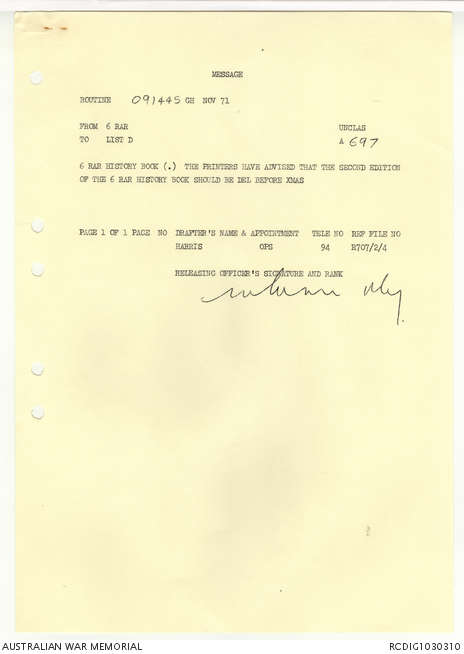 MESSAGE
ROUTINE 091445 GH NOV 71
FROM 6 RAR UNCLAS
TO LIST D A 697
6 RAR HISTORY BOOK (.) THE PRINTERS HAVE ADVISED THAT THE SECOND EDITION
OF THE 6 RAR HISTORY BOOK SHOULD BE DEL BEFORE XMAS
PAGE 1 OF 1 PAGE NO DRAFTER'S NAME & APPOINTMENT TELE NO REF FILE NO
HARRIS OPS 94 R707/2/4
RELEASING OFFICER'S SIGNATURE AND RANK
AUSTRALIAN WAR MEMORIAL RCDIG1030310